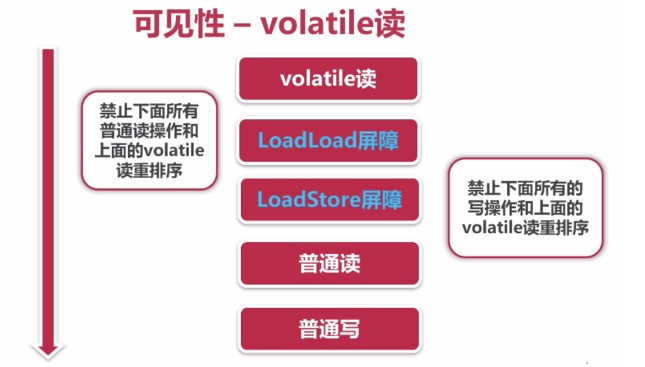 可见性 – volatile读
volatile读
禁止下面所有
普通读操作和
上面的volatile
读重排序
LoadLoad屏障
LoadStore屏障
禁止下面所有的
写操作和上面的
volatile读重排序
普通读
普通写